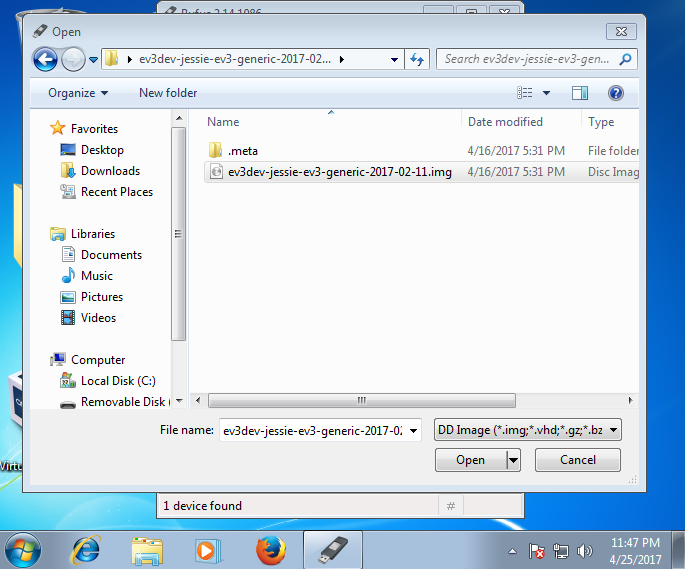 Rufus 2.14.1086
Open
ev3dev-jessie-ev3-generic-2017-02...
Search ev3dev-jessie-ev3-gen...
Organize
New folder
Name
Date modified
Type
Favorites
Desktop
Downloads
Recent Places
Libraries
Documents
Music
Pictures
Videos
Computer
Local Disk (C:)
Removable Disk (
.meta
4/16/2017 5:31 PM
File folder
ev3dev-jessie-ev3-generic-2017-02-11.img
4/16/2017 5:31 PM
Disc Imag
File name:
ev3dev-jessie-ev3-generic-2017-02
DD Image (*.img;*.vhd;*.gz;*.bz
Open
Cancel
Virtu
1 device found
#
11:47 PM
4/25/2017